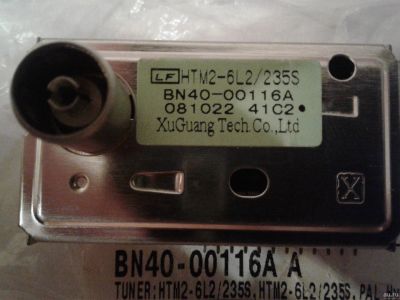 LF HTM2-6L2/235S
BN40-00116A
081022 41C2
XuGuang Tech.Co.,Ltd
X
BN40-00116A A
TUNER:HTM2-6L2/235S,HTM2-6L2/235S,PAL,Hy